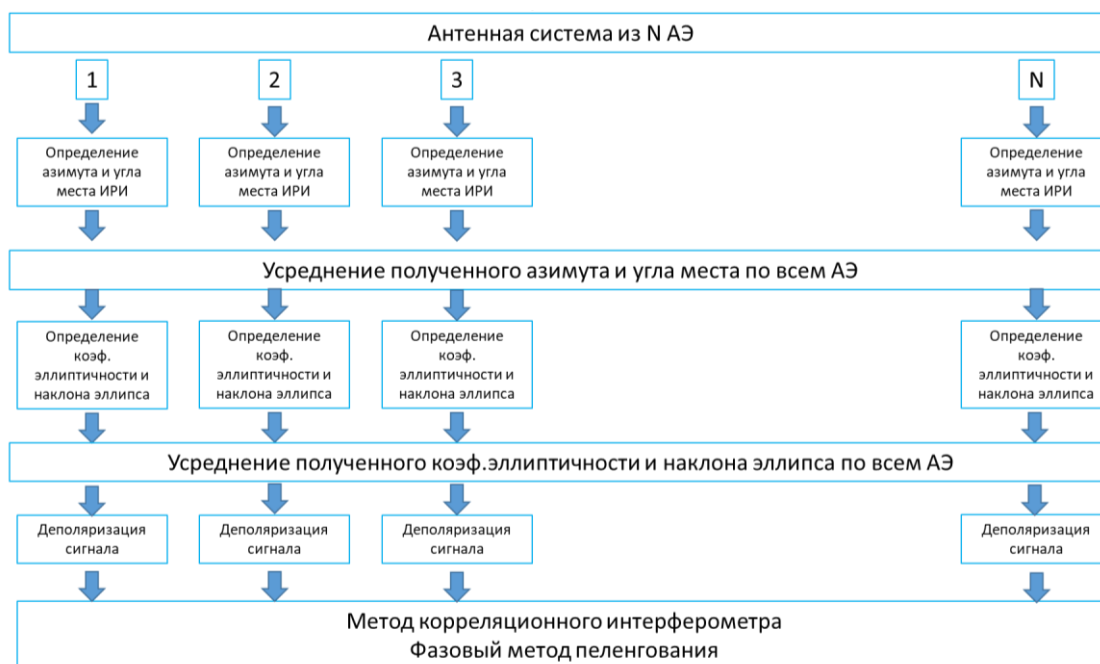 Антенная система из N АЭ
1
2
3
N
Определение
азимута и угла
места ИРИ
Определение
азимута и угла
места ИРИ
Определение
азимута и угла
места ИРИ
Определение
азимута и угла
места ИРИ
Усреднение полученного азимута и угла места по всем АЭ
Определение
коэф.
эллиптичности и
наклона эллипса
Определение
коэф.
эллиптичности и
наклона эллипса
Определение
коэф.
эллиптичности и
наклона эллипса
Определение
коэф.
эллиптичности и
наклона эллипса
Усреднение полученного коэф.эллиптичности и наклона эллипса по всем АЭ
Деполяризация
сигнала
Деполяризация
сигнала
Деполяризация
сигнала
Деполяризация
сигнала
Метод корреляционного интерферометра
Фазовый метод пеленгования